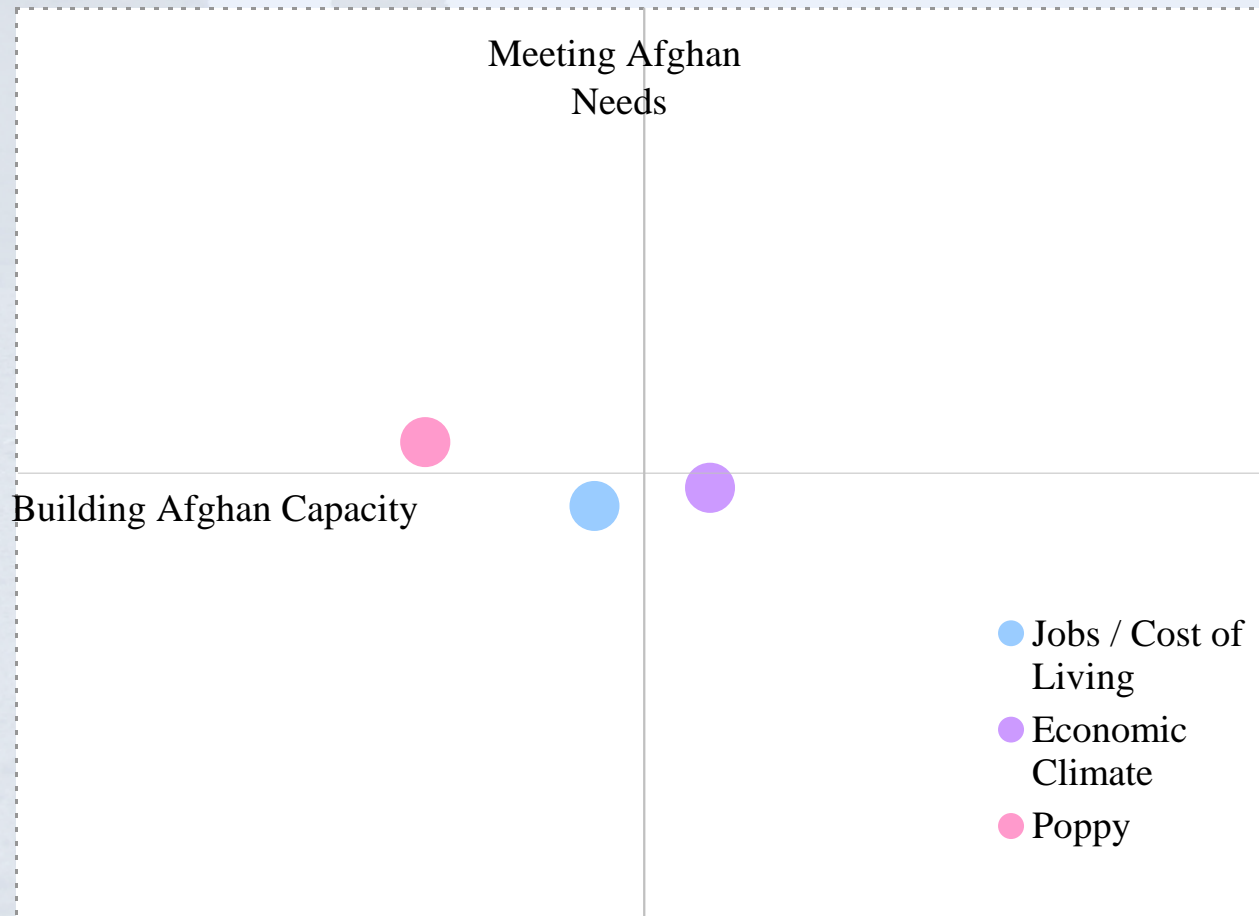 Meeting Afghan
Needs
Building Afghan Capacity
Jobs / Cost of
Living
Economic
Climate
Poppy